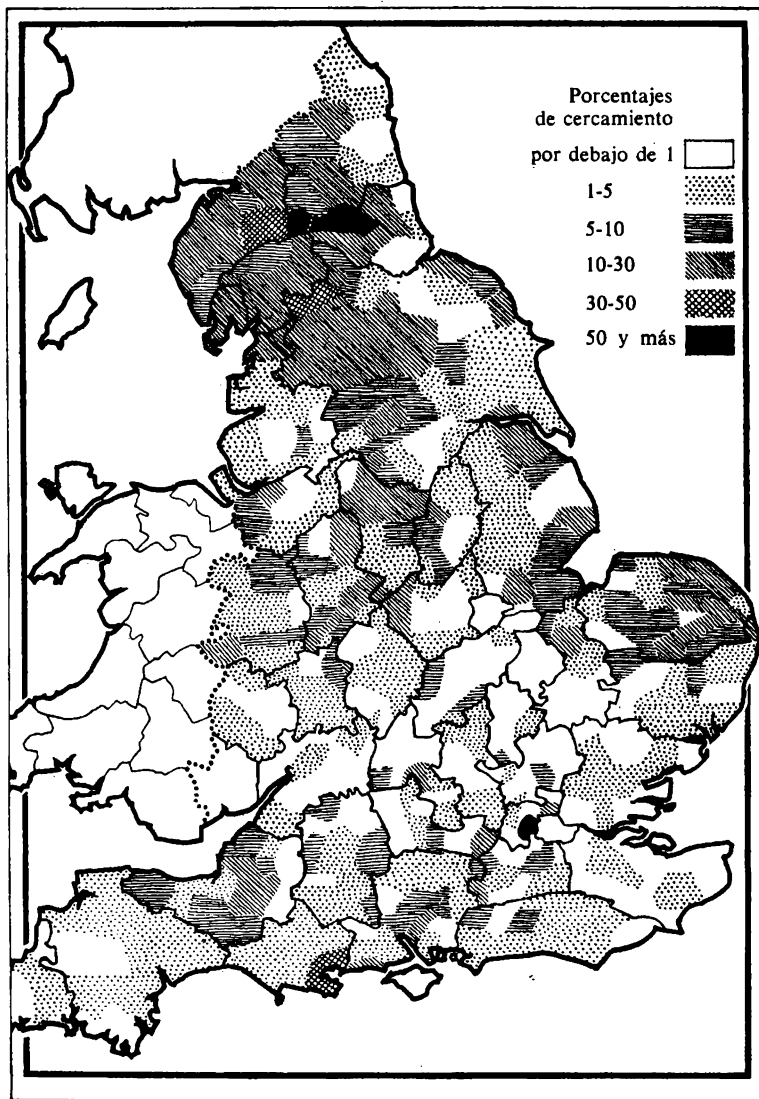 Porcentajes
de cercamiento
por debajo de 1
1-5
5-10
10-30
30-50
50 y más